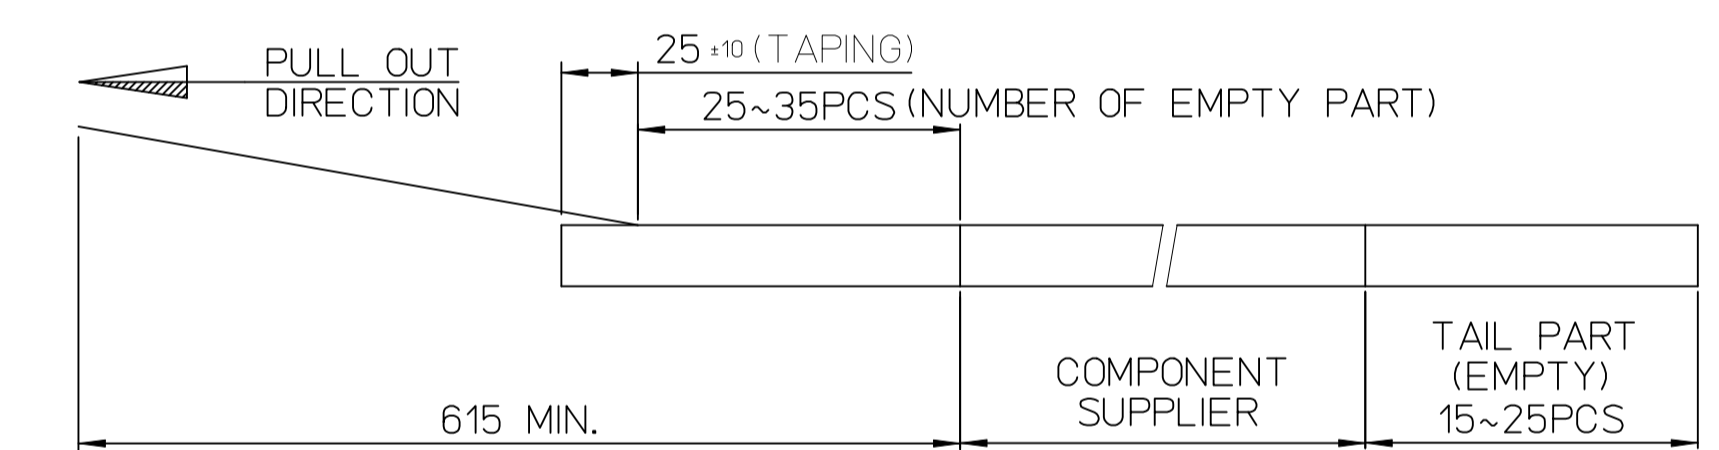 PULL OUT
DIRECTION
25 ±10 (TAPING)
25~35PCS (NUMBER OF EMPTY PART)
615 MIN.
COMPONENT
SUPPLIER
TAIL PART
(EMPTY)
15~25PCS